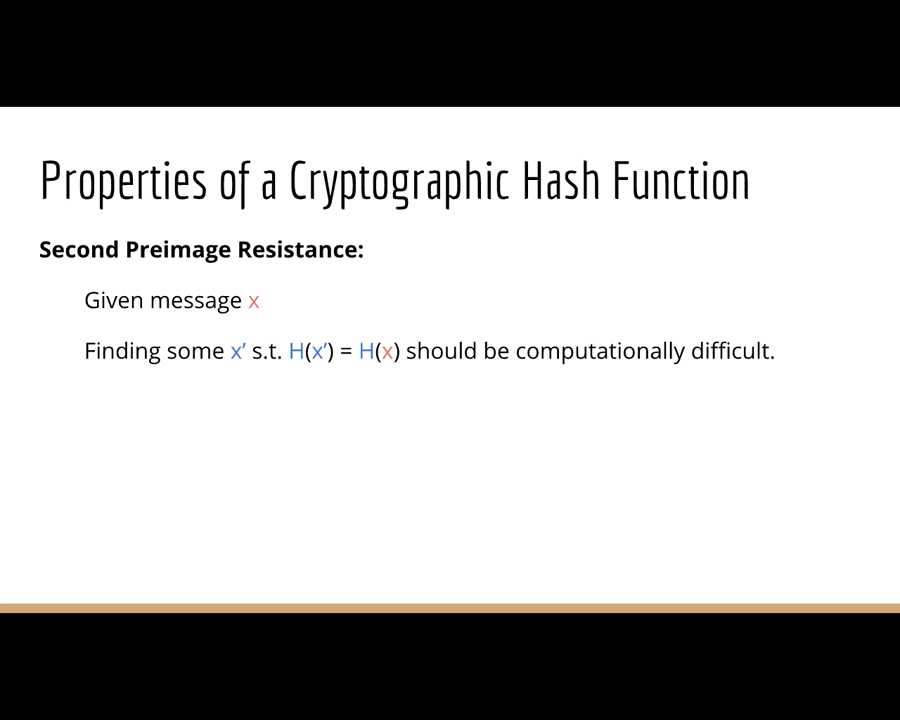 Properties of a Cryptographic Hash Function
Second Preimage Resistance:
Given message x
Finding some x’ s.t. H(x’) = H(x) should be computationally difficult.